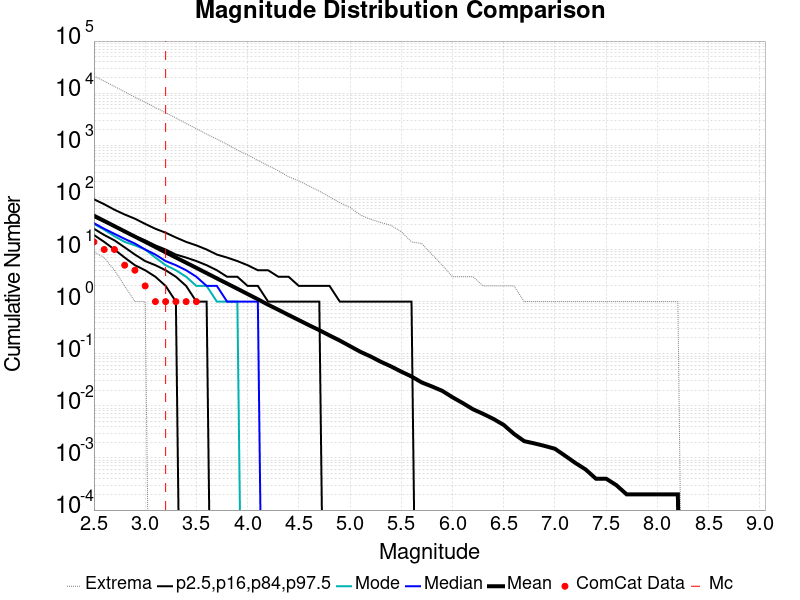 Magnitude Distribution Comparison
10^5
10^4
10^3
10^2
10^1
10^0
10^-1
10^-2
10^-3
10^-4
Cumulative Number
2.5 3.0 3.5 4.0 4.5 5.0 5.5 6.0 6.5 7.0 7.5 8.0 8.5 9.0
Magnitude
Extrema p2.5,p16,p84,p97.5 Mode Median Mean ComCat Data Mc